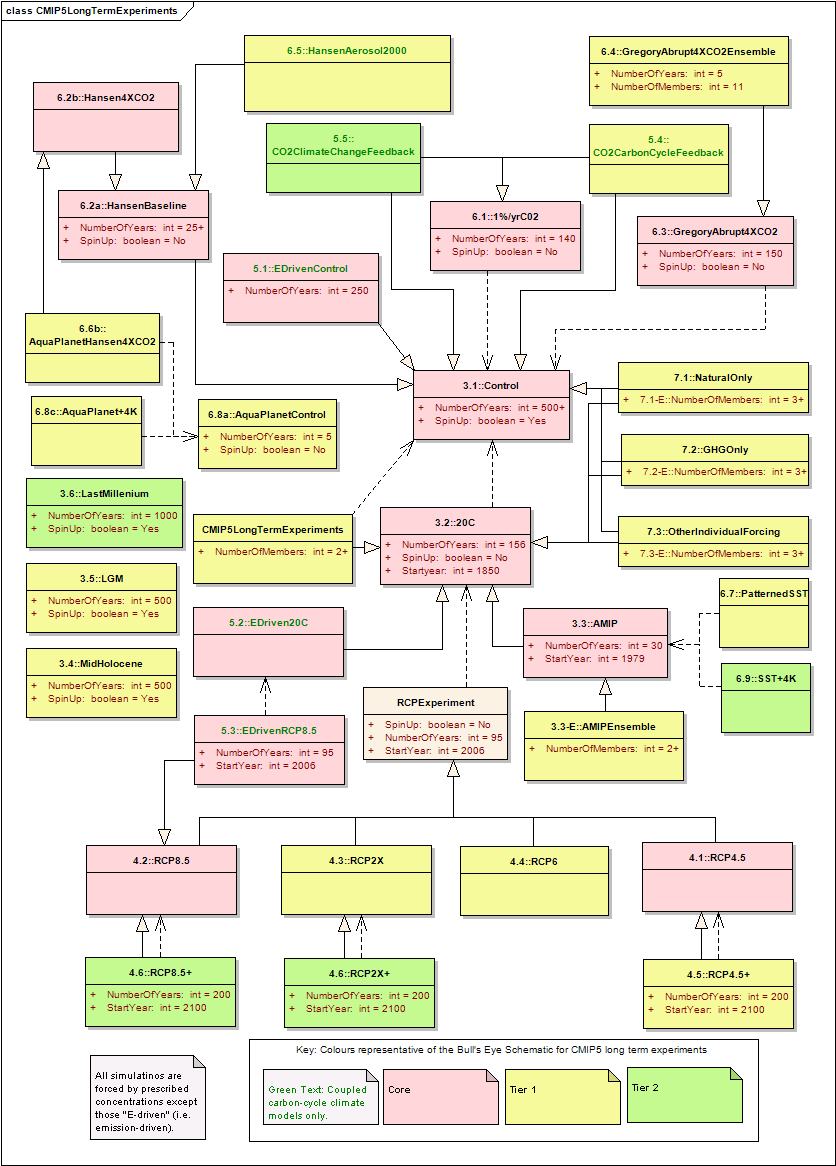 class CMIP5LongTermExperiments
6.5::HansenAerosol2000
6.4::GregoryAbrupt4XCO2Ensemble
+ NumberOfYears: int = 5
+ NumberOfMembers: int = 11
6.2b::Hansen4XCO2
5.5::
CO2ClimateChangeFeedback
5.4::
CO2CarbonCycleFeedback
6.2a::HansenBaseline
+ NumberOfYears: int = 25+
+ SpinUp: boolean = No
6.1::1%/yrC02
+ NumberOfYears: int = 140
+ SpinUp: boolean = No
6.3::GregoryAbrupt4XCO2
+ NumberOfYears: int = 150
+ SpinUp: boolean = No
5.1::EDrivenControl
+ NumberOfYears: int = 250
6.6b::
AquaPlanetHansen4XCO2
3.1::Control
+ NumberOfYears: int = 500+
+ SpinUp: boolean = Yes
7.1::NaturalOnly
+ 7.1-E::NumberOfMembers: int = 3+
6.8c::AquaPlanet+4K
6.8a::AquaPlanetControl
+ NumberOfYears: int = 5
+ SpinUp: boolean = No
7.2::GHGOnly
+ 7.2-E::NumberOfMembers: int = 3+
3.6::LastMillenium
+ NumberOfYears: int = 1000
+ SpinUp: boolean = Yes
CMIP5LongTermExperiments
+ NumberOfMembers: int = 2+
3.2::20C
+ NumberOfYears: int = 156
+ SpinUp: boolean = No
+ Startyear: int = 1850
7.3::OtherIndividualForcing
+ 7.3-E::NumberOfMembers: int = 3+
3.5::LGM
+ NumberOfYears: int = 500
+ SpinUp: boolean = Yes
5.2::EDriven20C
3.3::AMIP
+ NumberOfYears: int = 30
+ StartYear: int = 1979
6.7::PatternedSST
3.4::MidHolocene
+ NumberOfYears: int = 500
+ SpinUp: boolean = Yes
6.9::SST+4K
RCPExperiment
+ SpinUp: boolean = No
+ NumberOfYears: int = 95
+ StartYear: int = 2006
5.3::EDrivenRCP8.5
+ NumberOfYears: int = 95
+ StartYear: int = 2006
3.3-E::AMIPEnsemble
+ NumberOfMembers: int = 2+
4.2::RCP8.5
4.3::RCP2X
4.4::RCP6
4.1::RCP4.5
4.6::RCP8.5+
+ NumberOfYears: int = 200
+ StartYear: int = 2100
4.6::RCP2X+
+ NumberOfYears: int = 200
+ StartYear: int = 2100
4.5::RCP4.5+
+ NumberOfYears: int = 200
+ StartYear: int = 2100
All simulatinos are
forced by prescribed
concentrations except
those "E-driven" (i.e.
emission-driven).
Key: Colours representative of the Bull's Eye Schematic for CMIP5 long term experiments
Green Text: Coupled
carbon-cycle climate
models only.
Core
Tier 1
Tier 2